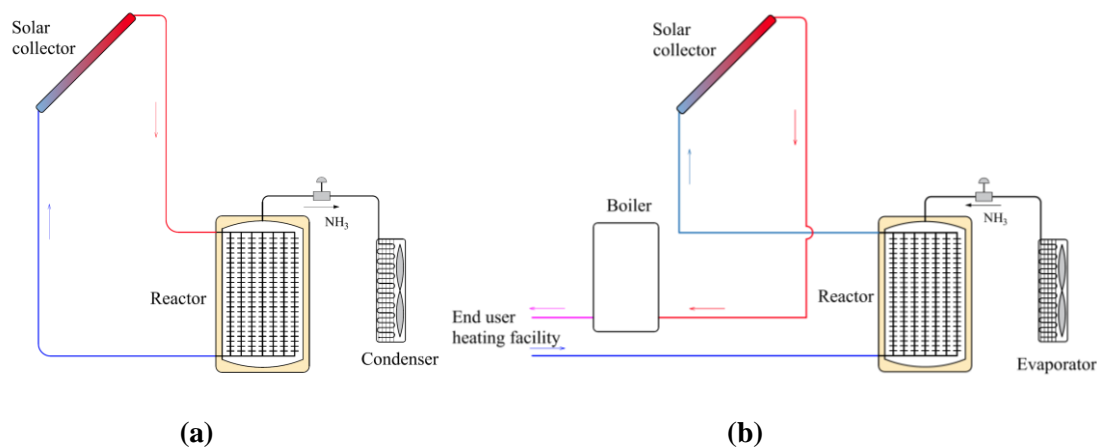 Solar
collector
NH3
Reactor
Condenser
(a)
Solar
collector
Boiler
NH3
Reactor
End user
heating facility
Evaporator
(b)